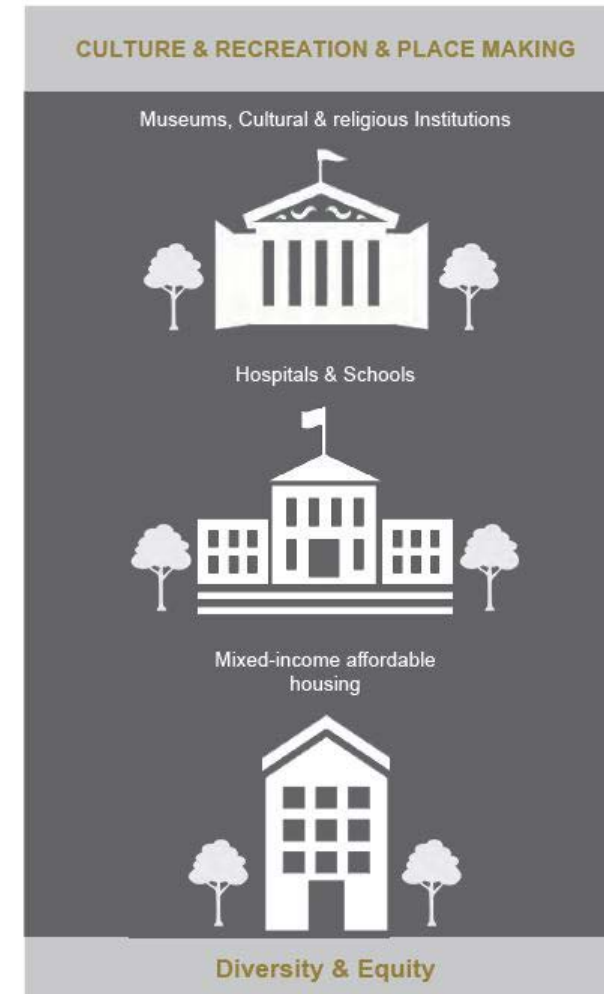 CULTURE & RECREATION & PLACE MAKING
Museums, Cultural & religious Institutions
Hospitals & Schools
Mixed-income affordable
housing
Diversity & Equity